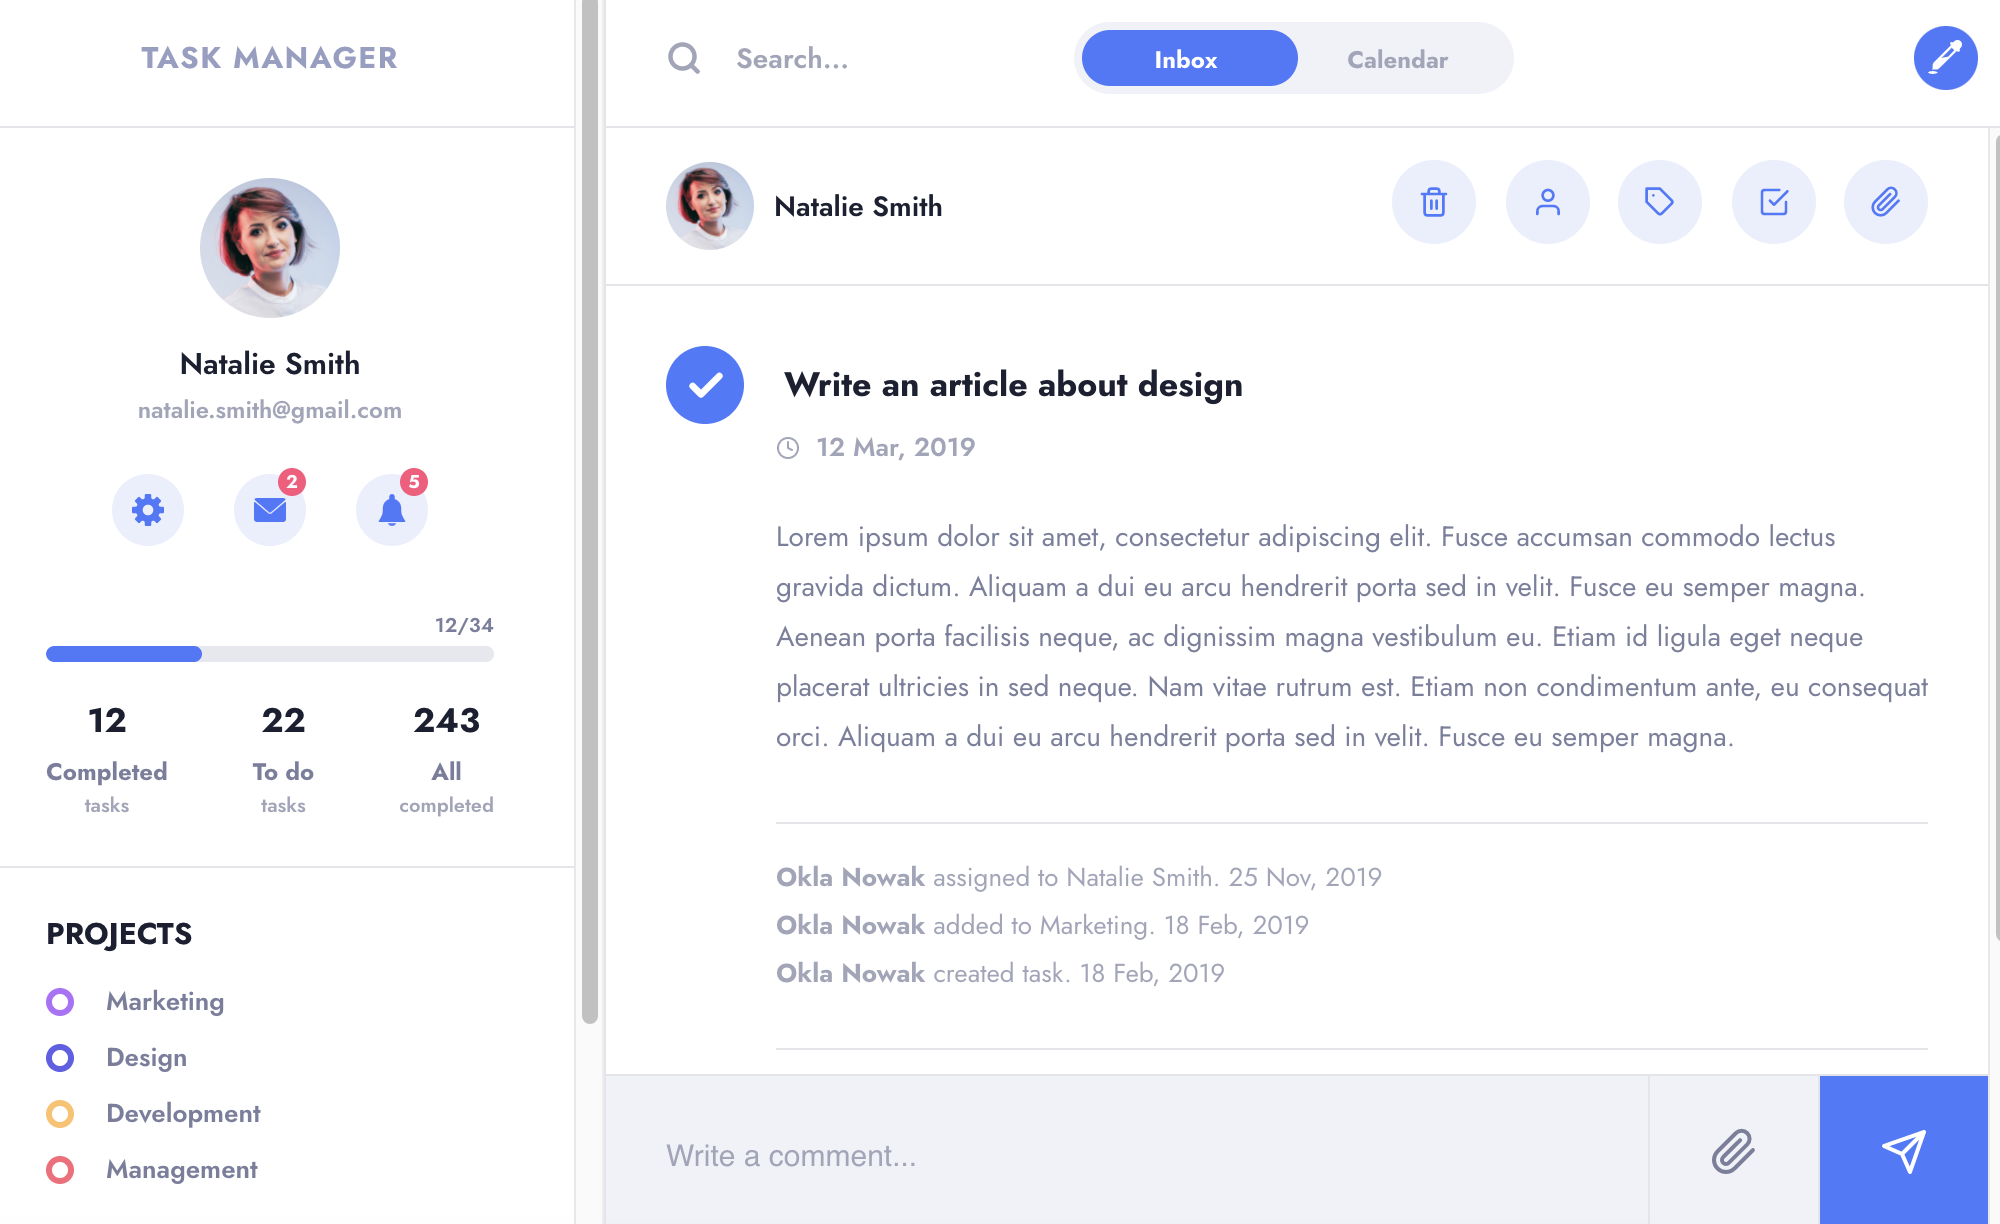 TASK MANAGER
Natalie Smith
natalie.smith@gmail.com
2
5
12/34
12
22
243
Completed
To do
All
tasks
tasks
completed
PROJECTS
Marketing
Design
Development
Management
Search...
Inbox
Calendar
Natalie Smith
Write an article about design
12 Mar, 2019
Lorem ipsum dolor sit amet, consectetur adipiscing elit. Fusce accumsan commodo lectus
gravida dictum. Aliquam a dui eu arcu hendrerit porta sed in velit. Fusce eu semper magna.
Aenean porta facilisis neque, ac dignissim magna vestibulum eu. Etiam id ligula eget neque
placerat ultricies in sed neque. Nam vitae rutrum est. Etiam non condimentum ante, eu consequat
orci. Aliquam a dui eu arcu hendrerit porta sed in velit. Fusce eu semper magna.
Okla Nowak assigned to Natalie Smith. 25 Nov, 2019
Okla Nowak added to Marketing. 18 Feb, 2019
Okla Nowak created task. 18 Feb, 2019
Write a comment...